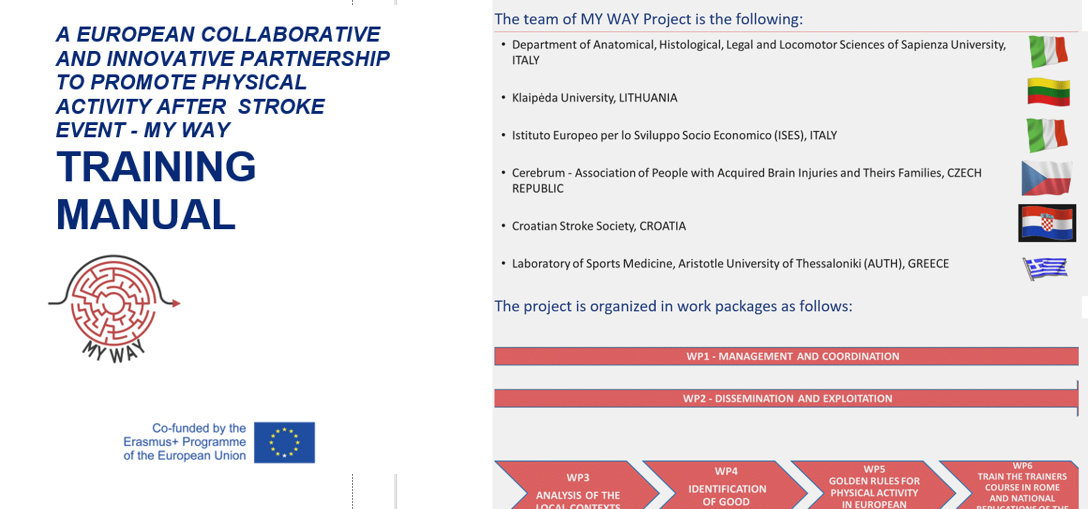 A EUROPEAN COLLABORATIVE
AND INNOVATIVE PARTNERSHIP
TO PROMOTE PHYSICAL
ACTIVITY AFTER STROKE
EVENT - MY WAY
TRAINING
MANUAL
MY WAY
Co-funded by the
Erasmus+ Programme
of the European Union
The team of MY WAY Project is the following:
• Department of Anatomical, Histological, Legal and Locomotor Sciences of Sapienza University,
ITALY
• Klaipėda University, LITHUANIA
• Istituto Europeo per lo Sviluppo Socio Economico (ISES), ITALY
• Cerebrum - Association of People with Acquired Brain Injuries and Theirs Families, CZECH
REPUBLIC
• Croatian Stroke Society, CROATIA
• Laboratory of Sports Medicine, Aristotle University of Thessaloniki (AUTH), GREECE
The project is organized in work packages as follows:
WP1 - MANAGEMENT AND COORDINATION
WP2 - DISSEMINATION AND EXPLOITATION
WP3
ANALYSIS OF THE
LOCAL CONTEXTS
WP4
IDENTIFICATION
OF GOOD
WP5
GOLDEN RULES FOR
PHYSICAL ACTIVITY
IN EUROPEAN
WP6
TRAIN THE TRAINERS
COURSE IN ROME
AND NATIONAL
REPLICATIONS OF THE